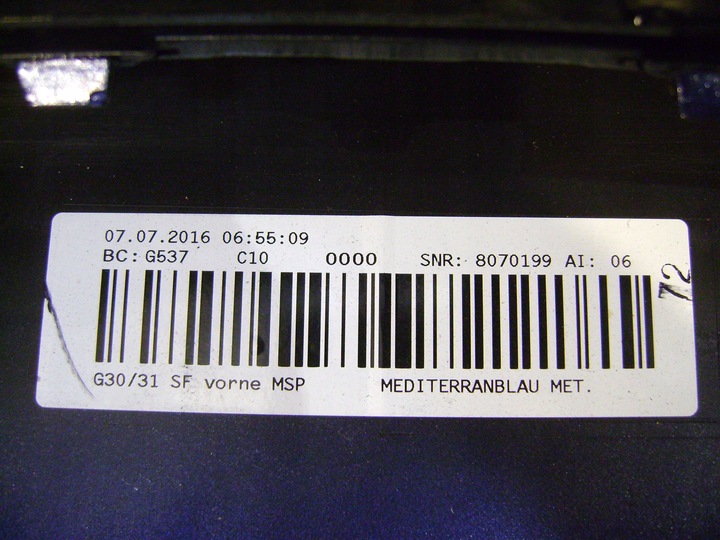 07.07.2016 06:55:09
BC: G537 C10 0000 SNR: 8070199 AI: 06
12
G30/31 SF vorne MSP MEDITERRANBLAU MET.